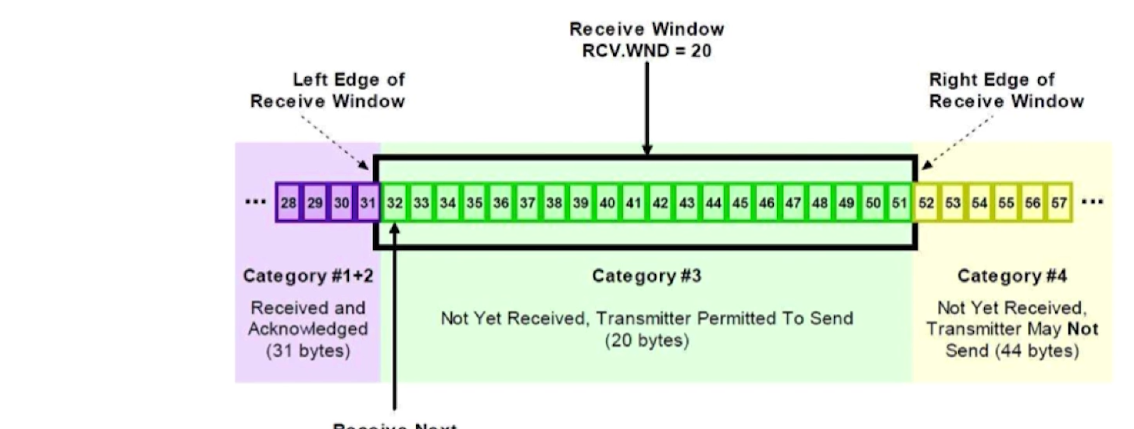 Receive Window
RCV.WND = 20
Left Edge of
Receive Window
Right Edge of
Receive Window
... 28 29 30 31 32 33 34 35 36 37 38 39 40 41 42 43 44 45 46 47 48 49 50 51 52 53 54 55 56 57 ...
Category #1+2
Received and
Acknowledged
(31 bytes)
Category #3
Not Yet Received, Transmitter Permitted To Send
(20 bytes)
Category #4
Not Yet Received,
Transmitter May Not
Send (44 bytes)
Receive Next